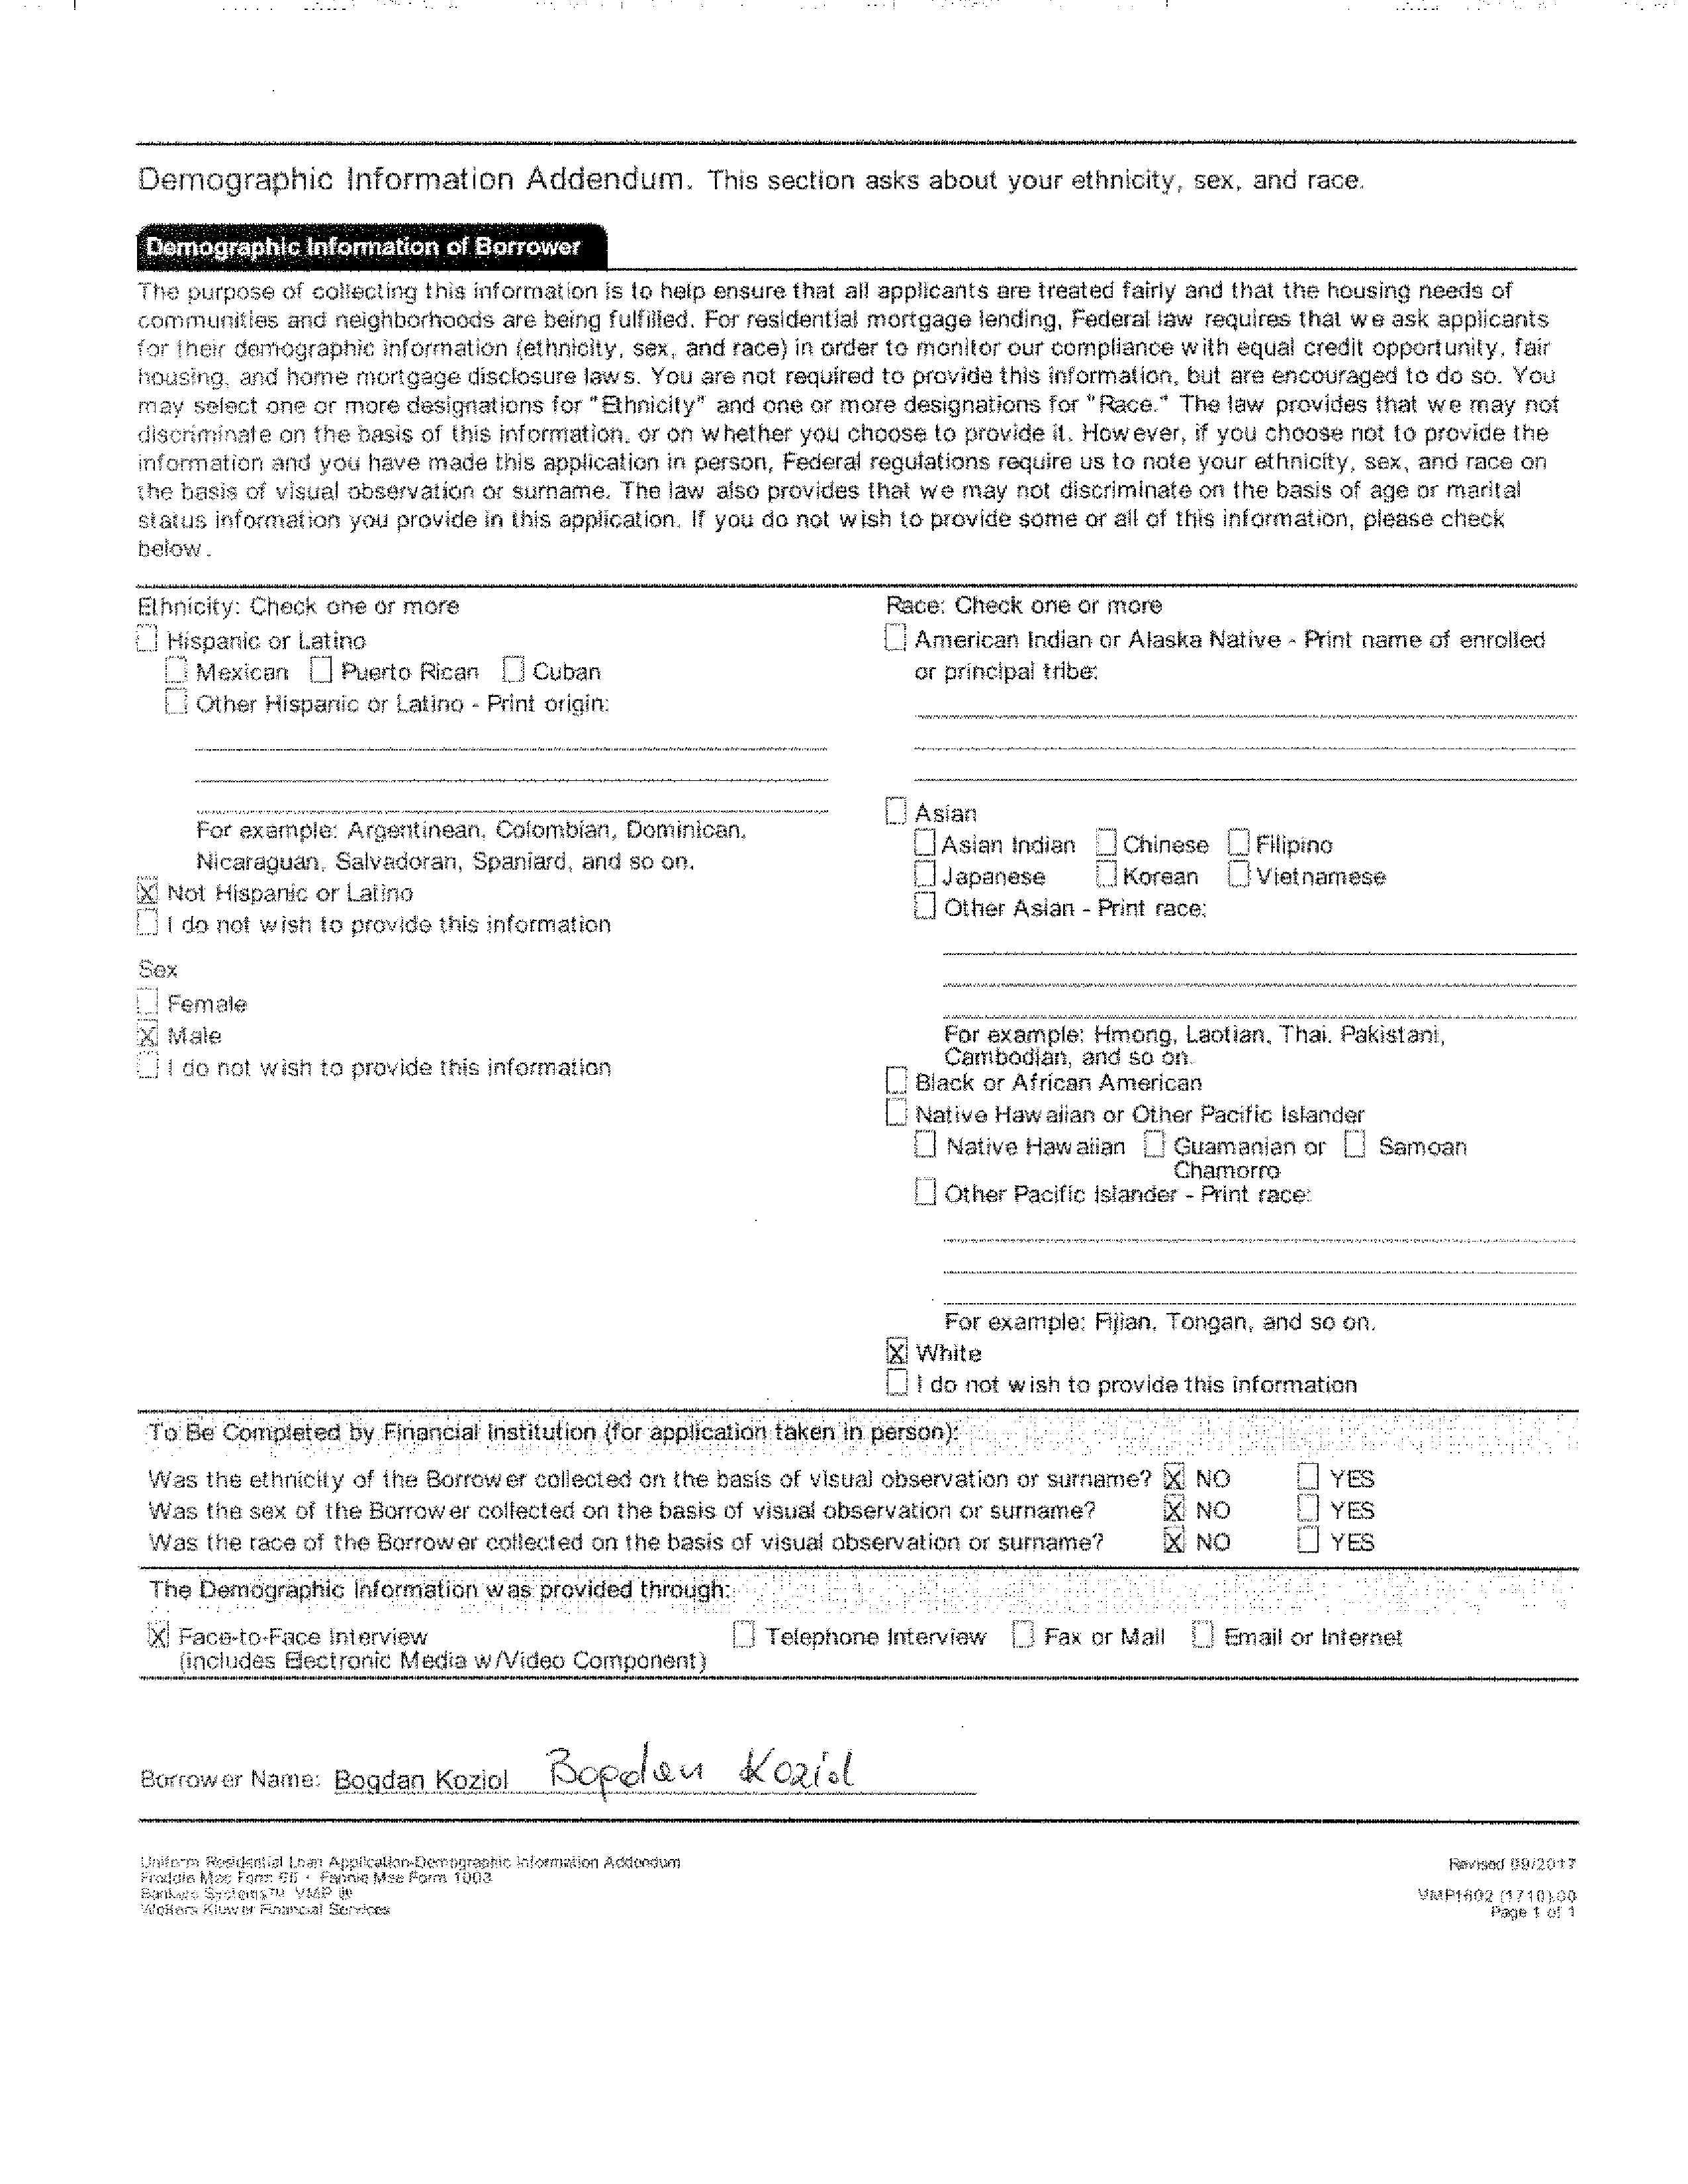 Demographic Information Addendum. This section asks about your ethnicity, sex, and race.
Demographic Information of Borrower
The purpose of collecting this information is to help ensure that all applicants are treated fairly and that the housing needs of
communities and neighborhoods are being fulfilled. For residential mortgage lending, Federal law requires that we ask applicants
for their demographic information (ethnicity, sex, and race) in order to monitor our compliance with equal credit opportunity, fair
housing, and home mortgage disclosure laws. You are not required to provide this information, but are encouraged to do so. You
may select one or more designations for "Ethnicity" and one or more designations for "Race." The law provides that we may not
discriminate on the basis of this information, or on whether you choose to provide it. However, if you choose not to provide the
information and you have made this application in person, Federal regulations require us to note your ethnicity, sex, and race on
the basis of visual observation or surname. The law also provides that we may not discriminate on the basis of age or marital
status information you provide in this application. If you do not wish to provide some or all of this information, please check
below.
Ethnicity: Check one or more
Hispanic or Latino
Mexican Puerto Rican Cuban
Other Hispanic or Latino - Print origin:
For example: Argentinean, Colombian, Dominican,
Nicaraguan, Salvadoran, Spaniard, and so on.
X Not Hispanic or Latino
I do not wish to provide this information
Sex
Female
X Male
I do not wish to provide this information
Race: Check one or more
American Indian or Alaska Native - Print name of enrolled
or principal tribe:
Asian
Asian Indian Chinese Filipino
Japanese Korean Vietnamese
Other Asian - Print race:
For example: Hmong, Laotian, Thai, Pakistani,
Cambodian, and so on.
Black or African American
Native Hawaiian or Other Pacific Islander
Native Hawaiian Guamanian or Samoan
Chamorro
Other Pacific Islander - Print race:
For example: Fijian, Tongan, and so on.
X White
I do not wish to provide this information
To Be Completed by Financial Institution (for application taken in person):
Was the ethnicity of the Borrower collected on the basis of visual observation or surname? X NO YES
Was the sex of the Borrower collected on the basis of visual observation or surname? X NO YES
Was the race of the Borrower collected on the basis of visual observation or surname? X NO YES
The Demographic Information was provided through:
X Face-to-Face Interview Telephone Interview Fax or Mail Email or Internet
(includes Electronic Media w/Video Component)
Borrower Name: Bogdan Koziol Bogdan Koziol
Uniform Residential Loan Application-Demographic Information Addendum Revised 09/2017
Freddie Mac Form 65 • Fannie Mae Form 1003
Bankers Systems™ VMP ® VMP1602 (1710).00
Wolters Kluwer Financial Services Page 1 of 1